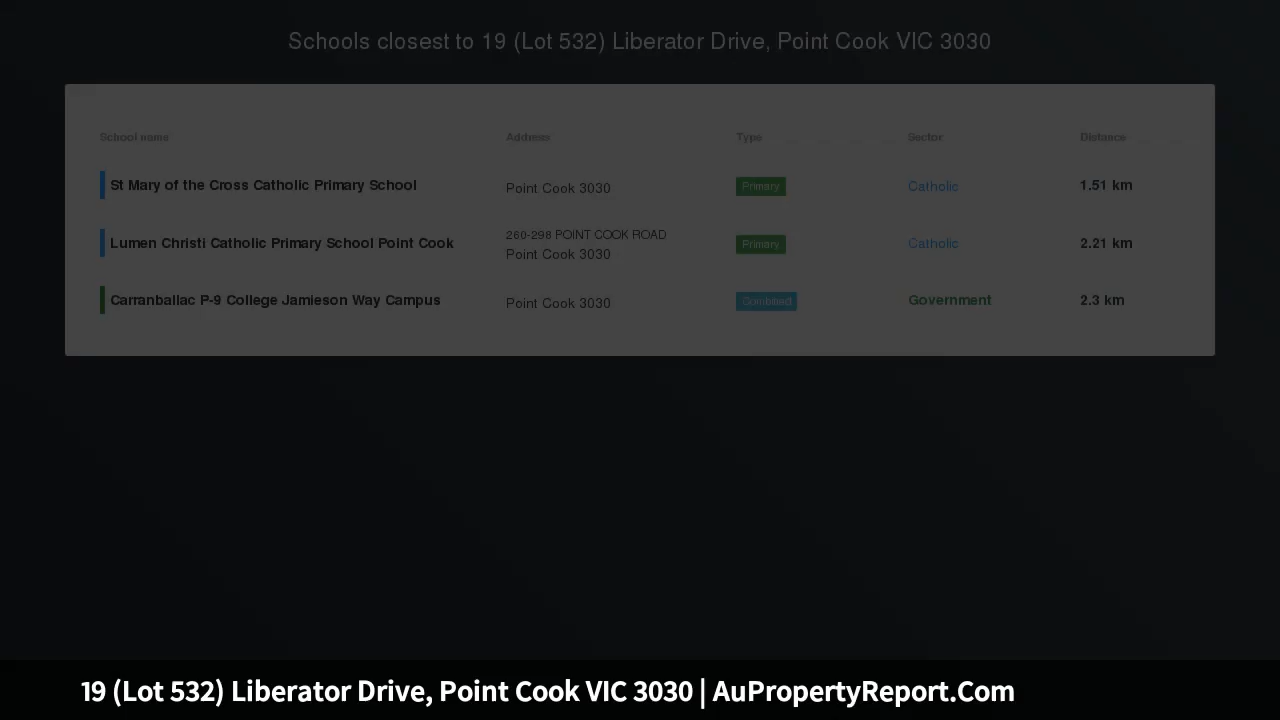 Schools closest to 19 (Lot 532) Liberator Drive, Point Cook VIC 3030
School name Address Type Sector Distance
St Mary of the Cross Catholic Primary School Point Cook 3030 Primary Catholic 1.51 km
260-298 POINT COOK ROAD
Lumen Christi Catholic Primary School Point Cook Point Cook 3030 Primary Catholic 2.21 km
Carranballac P-9 College Jamieson Way Campus Point Cook 3030 Combined Government 2.3 km
19 (Lot 532) Liberator Drive, Point Cook VIC 3030 | AuPropertyReport.Com